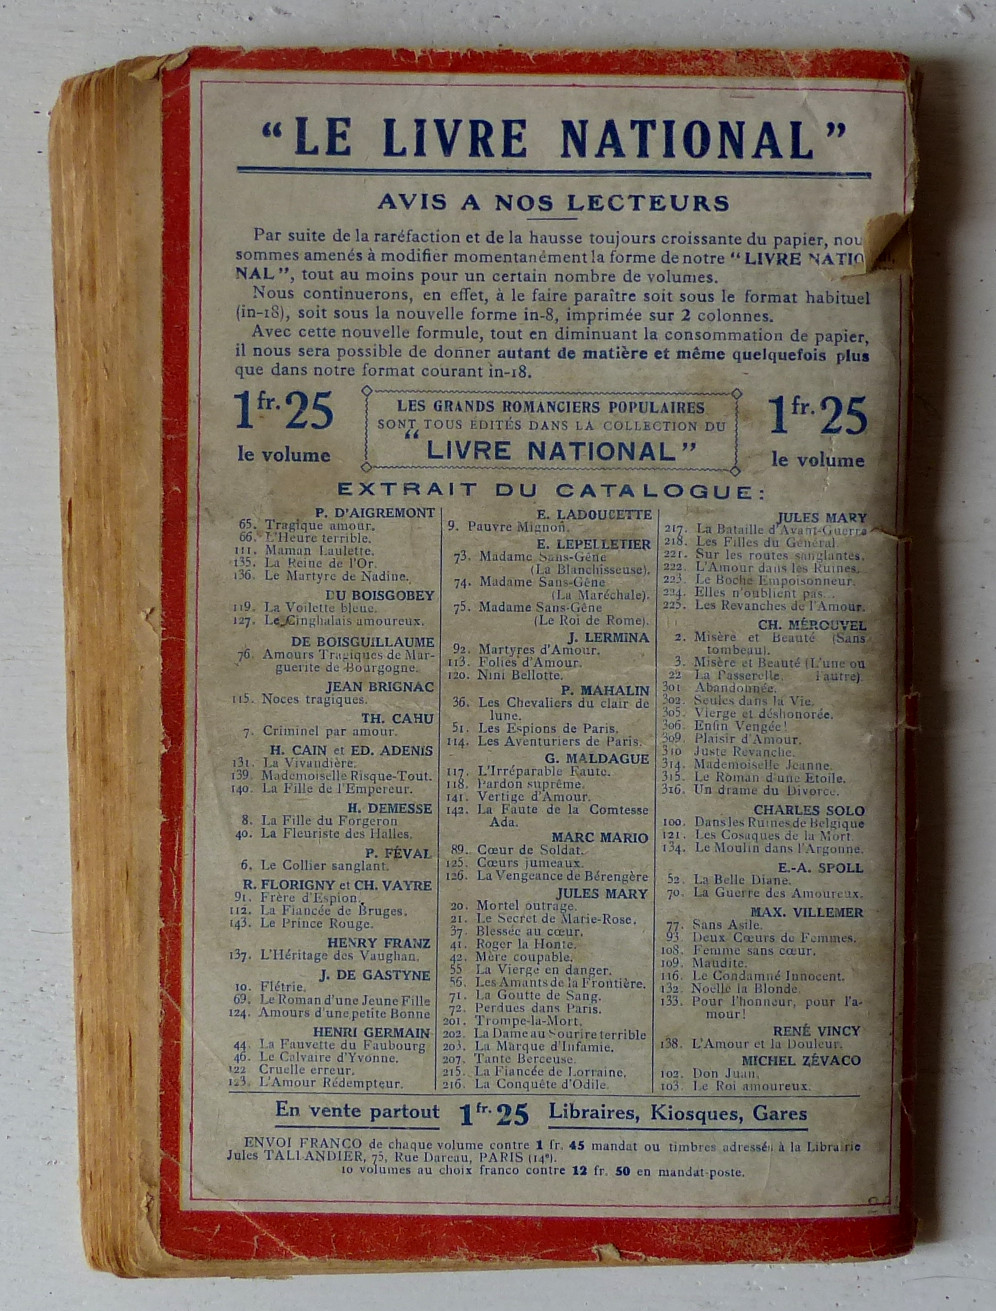 “LE LIVRE NATIONAL”
AVIS A NOS LECTEURS
Par suite de la raréfaction et de la hausse toujours croissante du papier, nou
sommes amenés à modifier momentanément la forme de notre “LIVRE NATIO
NAL”, tout au moins pour un certain nombre de volumes.
Nous continuerons, en effet, à le faire paraître soit sous le format habituel
(in-18), soit sous la nouvelle forme in-8, imprimée sur 2 colonnes.
Avec cette nouvelle formule, tout en diminuant la consommation de papier,
il nous sera possible de donner autant de matière et même quelquefois plus
que dans notre format courant in-18.
1fr.25
le volume
LES GRANDS ROMANCIERS POPULAIRES
SONT TOUS ÉDITÉS DANS LA COLLECTION DU
“LIVRE NATIONAL”
1fr.25
le volume
EXTRAIT DU CATALOGUE:
P. D'AIGREMONT
65. Tragique amour.
66. L'Heure terrible.
111. Maman Laulette.
135. La Reine de l'Or.
136. Le Martyre de Nadine.
DU BOISGOBEY
119. La Voilette bleue.
127. Le Cinghalais amoureux.
DE BOISGUILLAUME
76. Amours Tragiques de Mar-
guerite de Bourgogne.
JEAN BRIGNAC
115. Noces tragiques.
TH. CAHU
7. Criminel par amour.
H. CAIN et ED. ADENIS
131. La Vivandière.
139. Mademoiselle Risque-Tout.
140. La Fille de l'Empereur.
H. DEMESSE
8. La Fille du Forgeron
40. La Fleuriste des Halles.
P. FÉVAL
6. Le Collier sanglant.
R. FLORIGNY et CH. VAYRE
91. Frère d'Espion.
112. La Fiancée de Bruges.
143. Le Prince Rouge.
HENRY FRANZ
137. L'Héritage des Vaughan.
J. DE GASTYNE
10. Flétrie.
69. Le Roman d'une Jeune Fille
124. Amours d'une petite Bonne
HENRI GERMAIN
44. La Fauvette du Faubourg
46. Le Calvaire d'Yvonne.
122 Cruelle erreur.
123. L'Amour Rédempteur.
E. LADOUCETTE
9. Pauvre Mignon.
E. LEPELLETIER
73. Madame Sans-Gêne
(La Blanchisseuse).
74. Madame Sans-Gêne
(La Maréchale).
75. Madame Sans-Gêne
(Le Roi de Rome).
J. LERMINA
92. Martyres d'Amour.
113. Folies d'Amour.
120. Nini Bellotte.
P. MAHALIN
36. Les Chevaliers du clair de
lune.
51. Les Espions de Paris.
114. Les Aventuriers de Paris.
G. MALDAGUE
117. L'Irréparable Faute.
118. Pardon suprême.
141. Vertige d'Amour.
142. La Faute de la Comtesse
Ada.
MARC MARIO
89. Cœur de Soldat.
125. Cœurs jumeaux.
126. La Vengeance de Bérengère
JULES MARY
20. Mortel outrage.
21. Le Secret de Marie-Rose.
37. Blessée au cœur.
41. Roger la Honte.
42. Mère coupable.
55 La Vierge en danger.
56. Les Amants de la Frontière.
71. La Goutte de Sang.
72. Perdues dans Paris.
201. Trompe-la-Mort.
202. La Dame au Sourire terrible
203. La Marque d'Infamie.
207. Tante Berceuse.
215. La Fiancée de Lorraine.
216. La Conquête d'Odile.
JULES MARY
217. La Bataille d'Avant-Guerre
218. Les Filles du Général
221. Sur les routes sanglantes.
222. L'Amour dans les Ruines.
223. Le Boche Empoisonneur.
224. Elles n'oublient pas...
225. Les Revanches de l'Amour.
CH. MÉROUVEL
2. Misère et Beauté (Sans
tombeau).
3. Misère et Beauté (L'une ou
22 La Passerelle. l'autre).
301 Abandonnée.
302. Seules dans la Vie.
305. Vierge et déshonorée.
306. Enfin Vengée!
309. Plaisir d'Amour.
310 Juste Revanche.
314. Mademoiselle Jeanne.
315. Le Roman d'une Etoile.
316. Un drame du Divorce.
CHARLES SOLO
100. Dans les Ruines de Belgique
121. Les Cosaques de la Mort
134. Le Moulin dans l'Argonne.
E.-A. SPOLL
52. La Belle Diane.
70. La Guerre des Amoureux.
MAX. VILLEMER
77. Sans Asile.
93. Deux Cœurs de Femmes.
108. Femme sans cœur.
109. Maudite.
116. Le Condamné Innocent.
132. Noëlle la Blonde.
133. Pour l'honneur, pour l'a-
mour!
RENÉ VINCY
138. L'Amour et la Douleur.
MICHEL ZÉVACO
102. Don Juan.
103. Le Roi amoureux.
En vente partout 1fr.25 Libraires, Kiosques, Gares
ENVOI FRANCO de chaque volume contre 1 fr. 45 mandat ou timbres adressés à la Librairie
Jules TALLANDIER, 75, Rue Dareau, PARIS (14e).
10 volumes au choix franco contre 12 fr. 50 en mandat-poste.